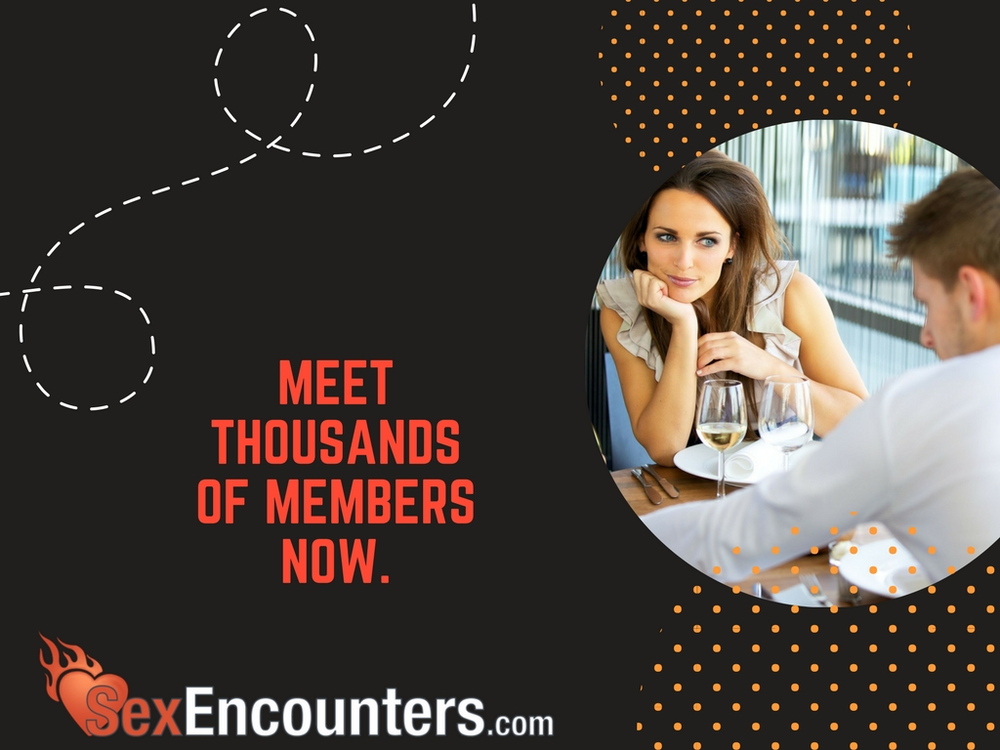 MEET
THOUSANDS
OF MEMBERS
NOW.
SexEncounters.com